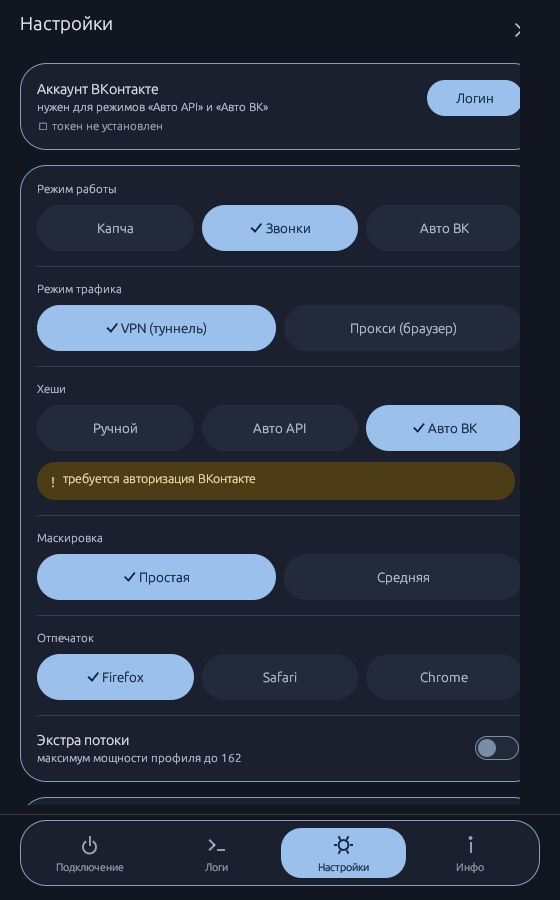 Настройки
Аккаунт ВКонтакте
нужен для режимов «Авто API» и «Авто ВК»
токен не установлен
Логин
Режим работы
Капча
Звонки
Авто ВК
Режим трафика
VPN (туннель)
Прокси (браузер)
Хеши
Ручной
Авто API
Авто ВК
! требуется авторизация ВКонтакте
Маскировка
Простая
Средняя
Отпечаток
Firefox
Safari
Chrome
Экстра потоки
максимум мощности профиля до 162
Подключение
Логи
Настройки
Инфо